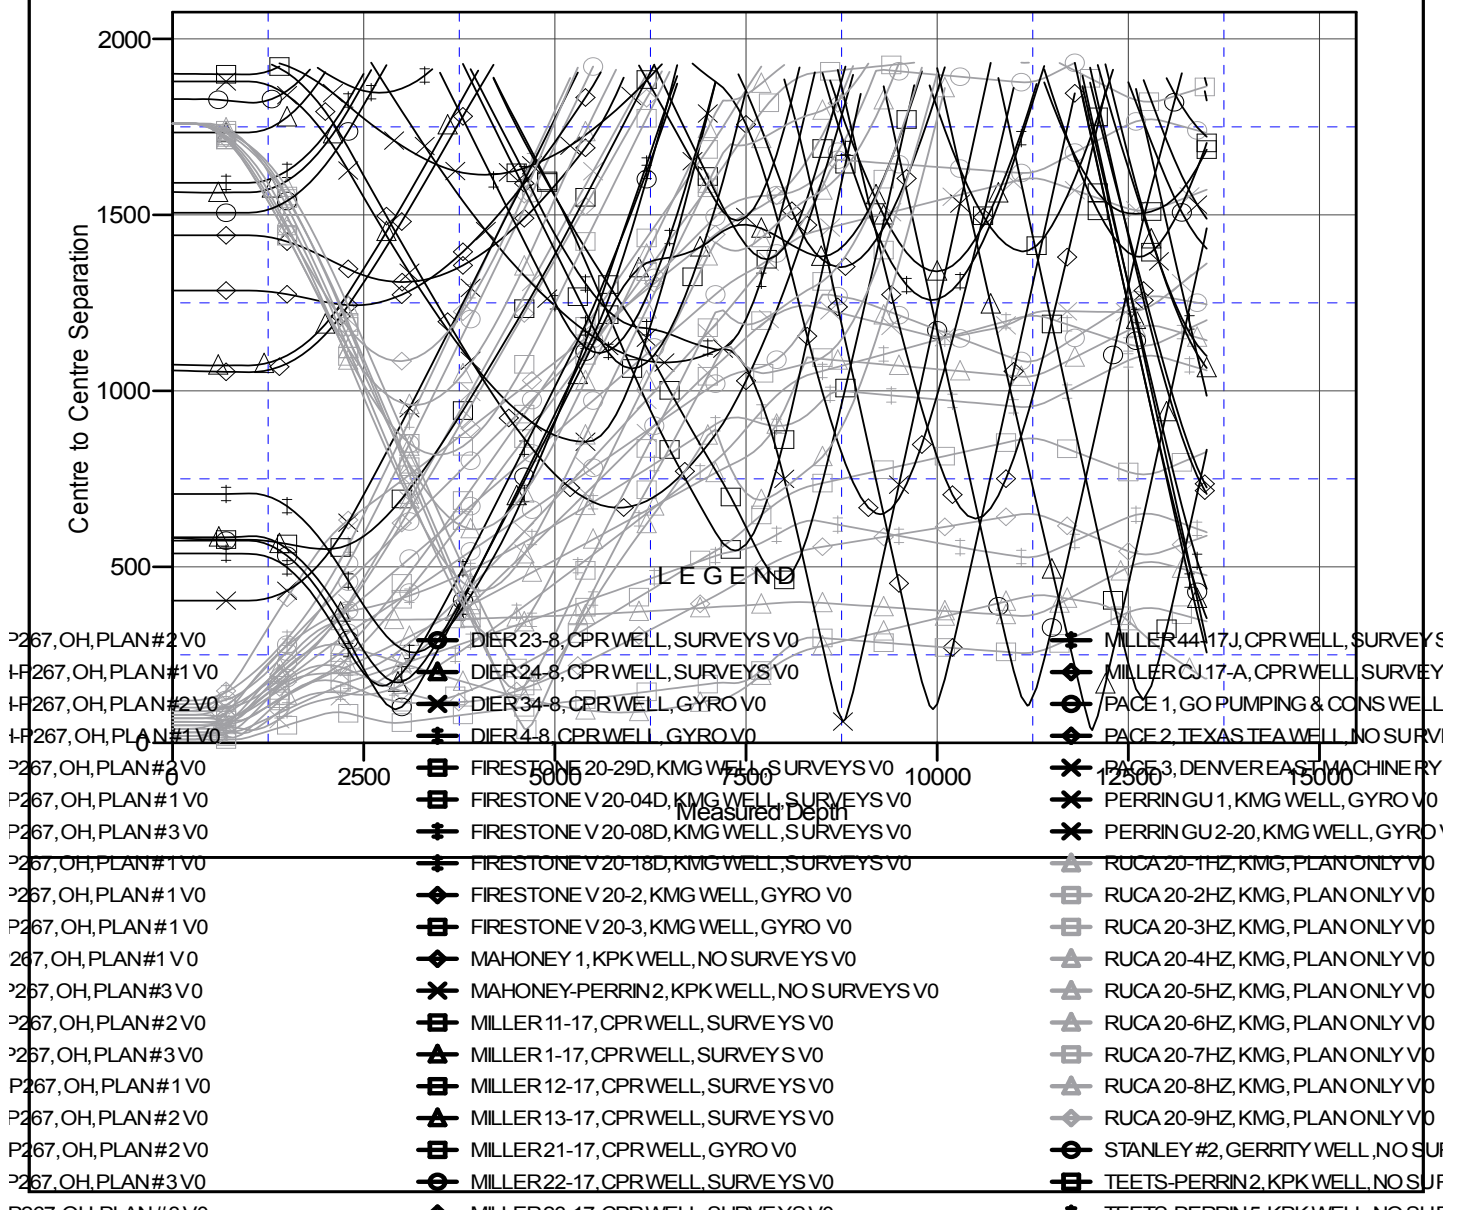 2000
1500
1000
500
0
Centre to Centre Separation
0 2500 5000 7500 10000 12500 15000
Measured Depth
LEGEND
P267, OH, PLAN #2 V0
P267, OH, PLAN #1 V0
P267, OH, PLAN #2 V0
P267, OH, PLAN #1 V0
P267, OH, PLAN #2 V0
P267, OH, PLAN #1 V0
P267, OH, PLAN #3 V0
P267, OH, PLAN #1 V0
P267, OH, PLAN #1 V0
P267, OH, PLAN #1 V0
267, OH, PLAN #1 V0
P267, OH, PLAN #3 V0
P267, OH, PLAN #2 V0
P267, OH, PLAN #3 V0
P267, OH, PLAN #1 V0
P267, OH, PLAN #2 V0
P267, OH, PLAN #2 V0
P267, OH, PLAN #3 V0
DIER 23-8, CPR WELL, SURVEYS V0
DIER 24-8, CPR WELL, SURVEYS V0
DIER 34-8, CPR WELL, GYRO V0
DIER 4-8, CPR WELL, GYRO V0
FIRESTONE 20-29D, KMG WELL, SURVEYS V0
FIRESTONE V 20-04D, KMG WELL, SURVEYS V0
FIRESTONE V 20-08D, KMG WELL, SURVEYS V0
FIRESTONE V 20-18D, KMG WELL, SURVEYS V0
FIRESTONE V 20-2, KMG WELL, GYRO V0
FIRESTONE V 20-3, KMG WELL, GYRO V0
MAHONEY 1, KPK WELL, NO SURVEYS V0
MAHONEY-PERRIN 2, KPK WELL, NO SURVEYS V0
MILLER 11-17, CPR WELL, SURVEYS V0
MILLER 1-17, CPR WELL, SURVEYS V0
MILLER 12-17, CPR WELL, SURVEYS V0
MILLER 13-17, CPR WELL, SURVEYS V0
MILLER 21-17, CPR WELL, GYRO V0
MILLER 22-17, CPR WELL, SURVEYS V0
MILLER 44-17J, CPR WELL, SURVEYS
MILLER CJ 17-A, CPR WELL, SURVEY
PACE 1, GO PUMPING & CONS WELL
PACE 2, TEXAS TEA WELL, NO SURV
PACE 3, DENVER EAST MACHINERY
PERRIN GU 1, KMG WELL, GYRO V0
PERRIN GU 2-20, KMG WELL, GYRO V
RUCA 20-1HZ, KMG, PLAN ONLY V0
RUCA 20-2HZ, KMG, PLAN ONLY V0
RUCA 20-3HZ, KMG, PLAN ONLY V0
RUCA 20-4HZ, KMG, PLAN ONLY V0
RUCA 20-5HZ, KMG, PLAN ONLY V0
RUCA 20-6HZ, KMG, PLAN ONLY V0
RUCA 20-7HZ, KMG, PLAN ONLY V0
RUCA 20-8HZ, KMG, PLAN ONLY V0
RUCA 20-9HZ, KMG, PLAN ONLY V0
STANLEY #2, GERRITY WELL, NO SUR
TEETS-PERRIN 2, KPK WELL, NO SUR